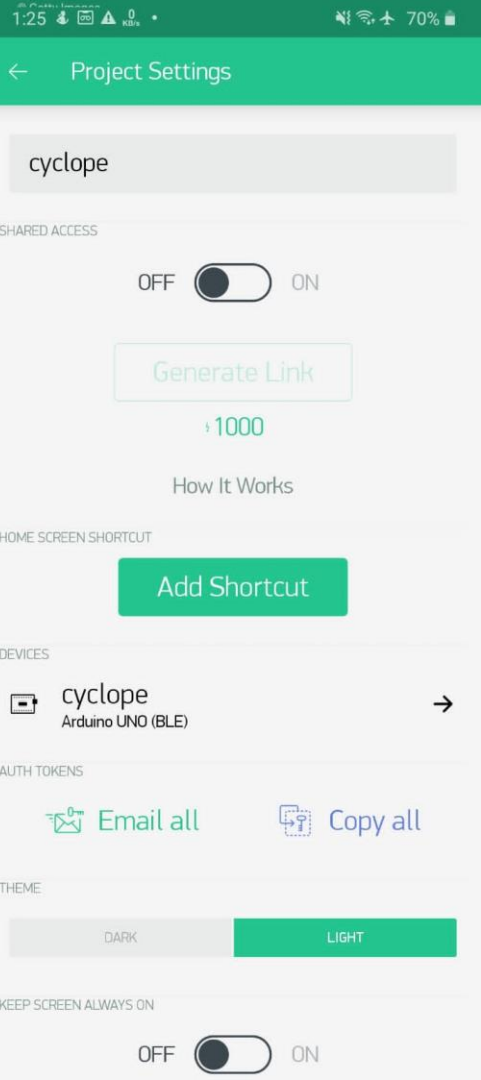 1:25 0 KB/s 70%
Project Settings
cyclope
SHARED ACCESS
OFF ON
Generate Link
1000
How It Works
HOME SCREEN SHORTCUT
Add Shortcut
DEVICES
cyclope
Arduino UNO (BLE)
AUTH TOKENS
Email all Copy all
THEME
DARK LIGHT
KEEP SCREEN ALWAYS ON
OFF ON